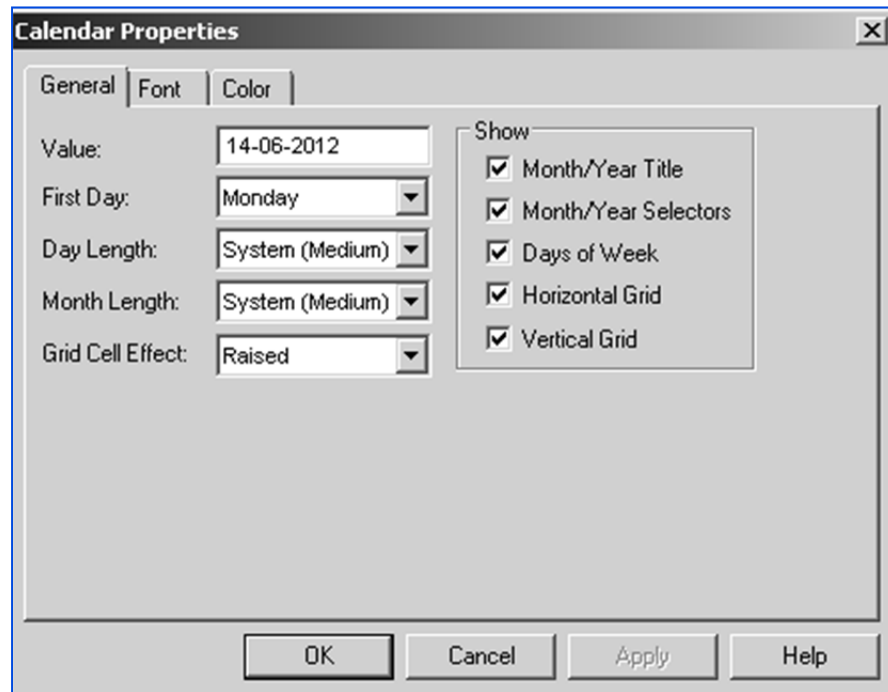 Calendar Properties
General Font Color
Value: 14-06-2012
First Day: Monday
Day Length: System (Medium)
Month Length: System (Medium)
Grid Cell Effect: Raised
Show
Month/Year Title
Month/Year Selectors
Days of Week
Horizontal Grid
Vertical Grid
OK Cancel Apply Help